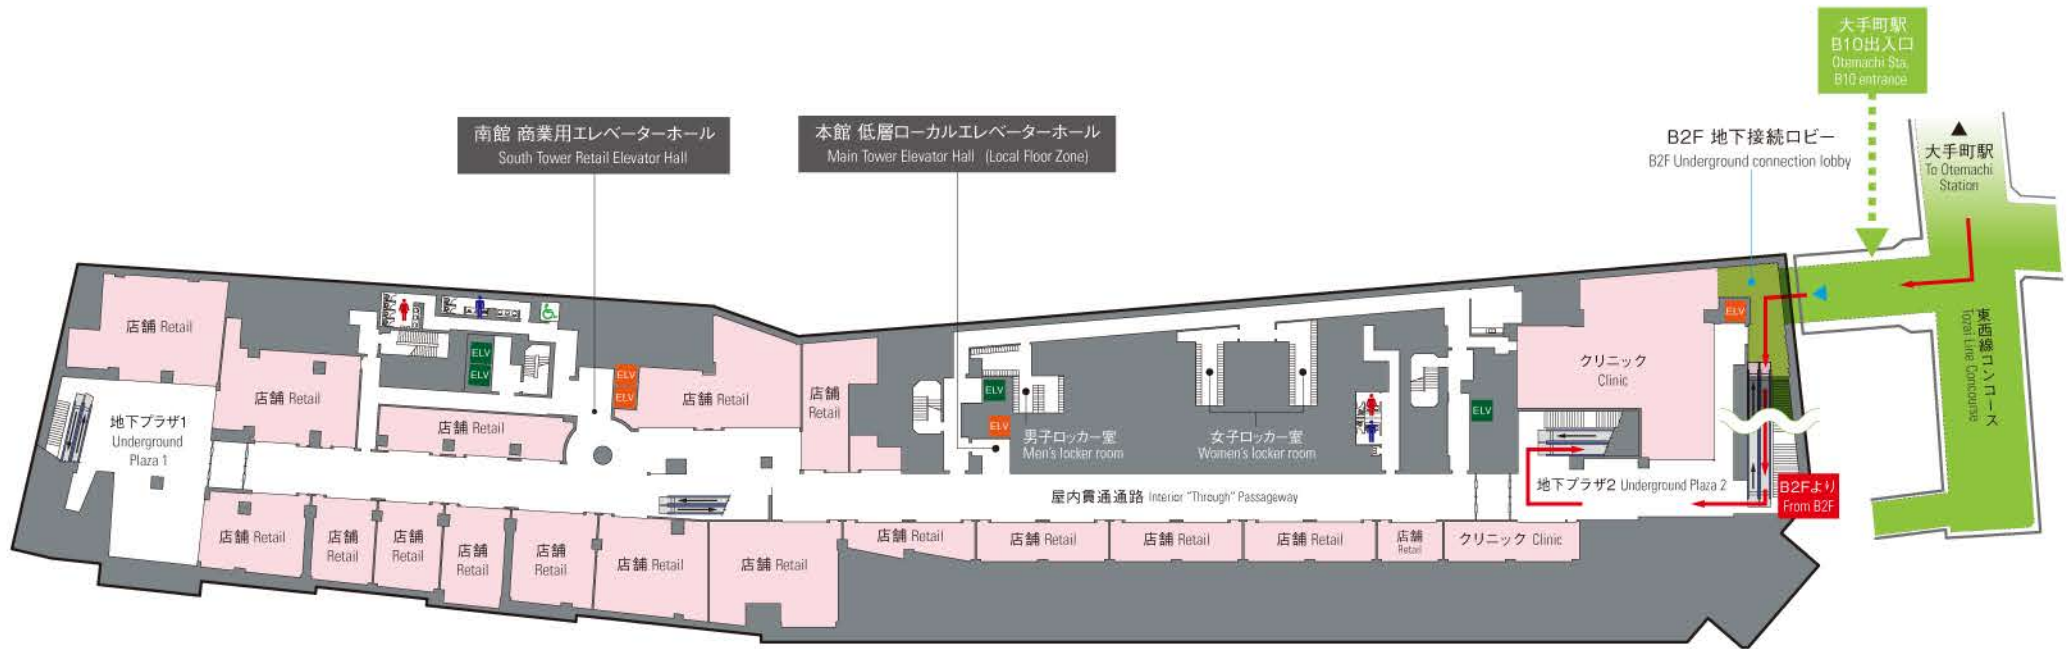 大手町駅
B10出入口
Otemachi Sta,
B10 entrance
南館 商業用エレベーターホール
South Tower Retail Elevator Hall
本館 低層ローカルエレベーターホール
Main Tower Elevator Hall (Local Floor Zone)
B2F 地下接続ロビー
B2F Underground connection lobby
大手町駅
To Otemachi
Station
東西線コンコース
Tozai Line Concourse
店舗 Retail
店舗 Retail
地下プラザ1
Underground
Plaza 1
ELV
ELV
店舗 Retail
ELV
ELV
店舗 Retail
店舗
Retail
ELV
ELV
男子ロッカー室
Men's locker room
女子ロッカー室
Women's locker room
ELV
クリニック
Clinic
ELV
地下プラザ2 Underground Plaza 2
B2Fより
From B2F
屋内貫通通路 Interior "Through" Passageway
店舗 Retail
店舗
Retail
店舗
Retail
店舗
Retail
店舗
Retail
店舗 Retail
店舗 Retail
店舗 Retail
店舗 Retail
店舗 Retail
店舗 Retail
店舗
Retail
クリニック Clinic